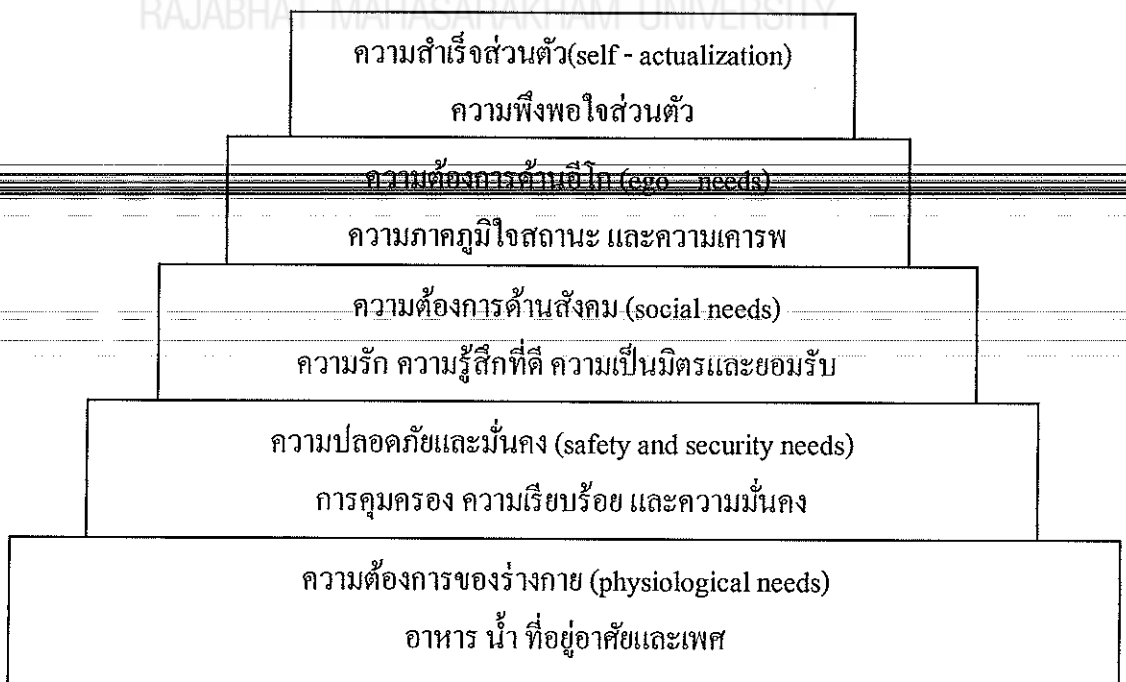 RAJABHAT MAHASARAKHAM UNIVERSITY
ความสำเร็จส่วนตัว(self - actualization)
ความพึงพอใจส่วนตัว
ความต้องการด้านอีโก (ego needs)
ความภาคภูมิใจสถานะ และความเคารพ
ความต้องการด้านสังคม (social needs)
ความรัก ความรู้สึกที่ดี ความเป็นมิตรและยอมรับ
ความปลอดภัยและมั่นคง (safety and security needs)
การคุมครอง ความเรียบร้อย และความมั่นคง
ความต้องการของร่างกาย (physiological needs)
อาหาร น้ำ ที่อยู่อาศัยและเพศ